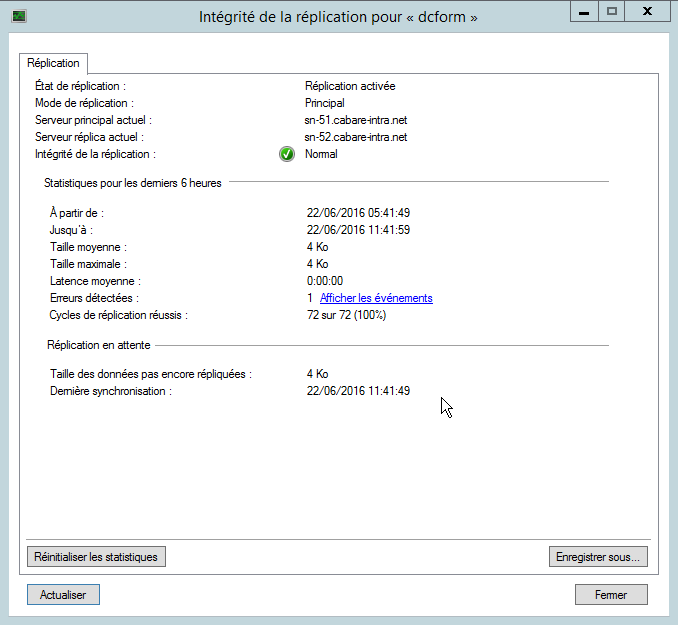 Intégrité de la réplication pour « dcform »
Réplication
État de réplication : Réplication activée
Mode de réplication : Principal
Serveur principal actuel : sn-51.cabare-intra.net
Serveur réplica actuel : sn-52.cabare-intra.net
Intégrité de la réplication : Normal
Statistiques pour les derniers 6 heures
À partir de : 22/06/2016 05:41:49
Jusqu'à : 22/06/2016 11:41:59
Taille moyenne : 4 Ko
Taille maximale : 4 Ko
Latence moyenne : 0:00:00
Erreurs détectées : 1 Afficher les événements
Cycles de réplication réussis : 72 sur 72 (100%)
Réplication en attente
Taille des données pas encore répliquées : 4 Ko
Dernière synchronisation : 22/06/2016 11:41:49
Réinitialiser les statistiques Enregistrer sous...
Actualiser Fermer